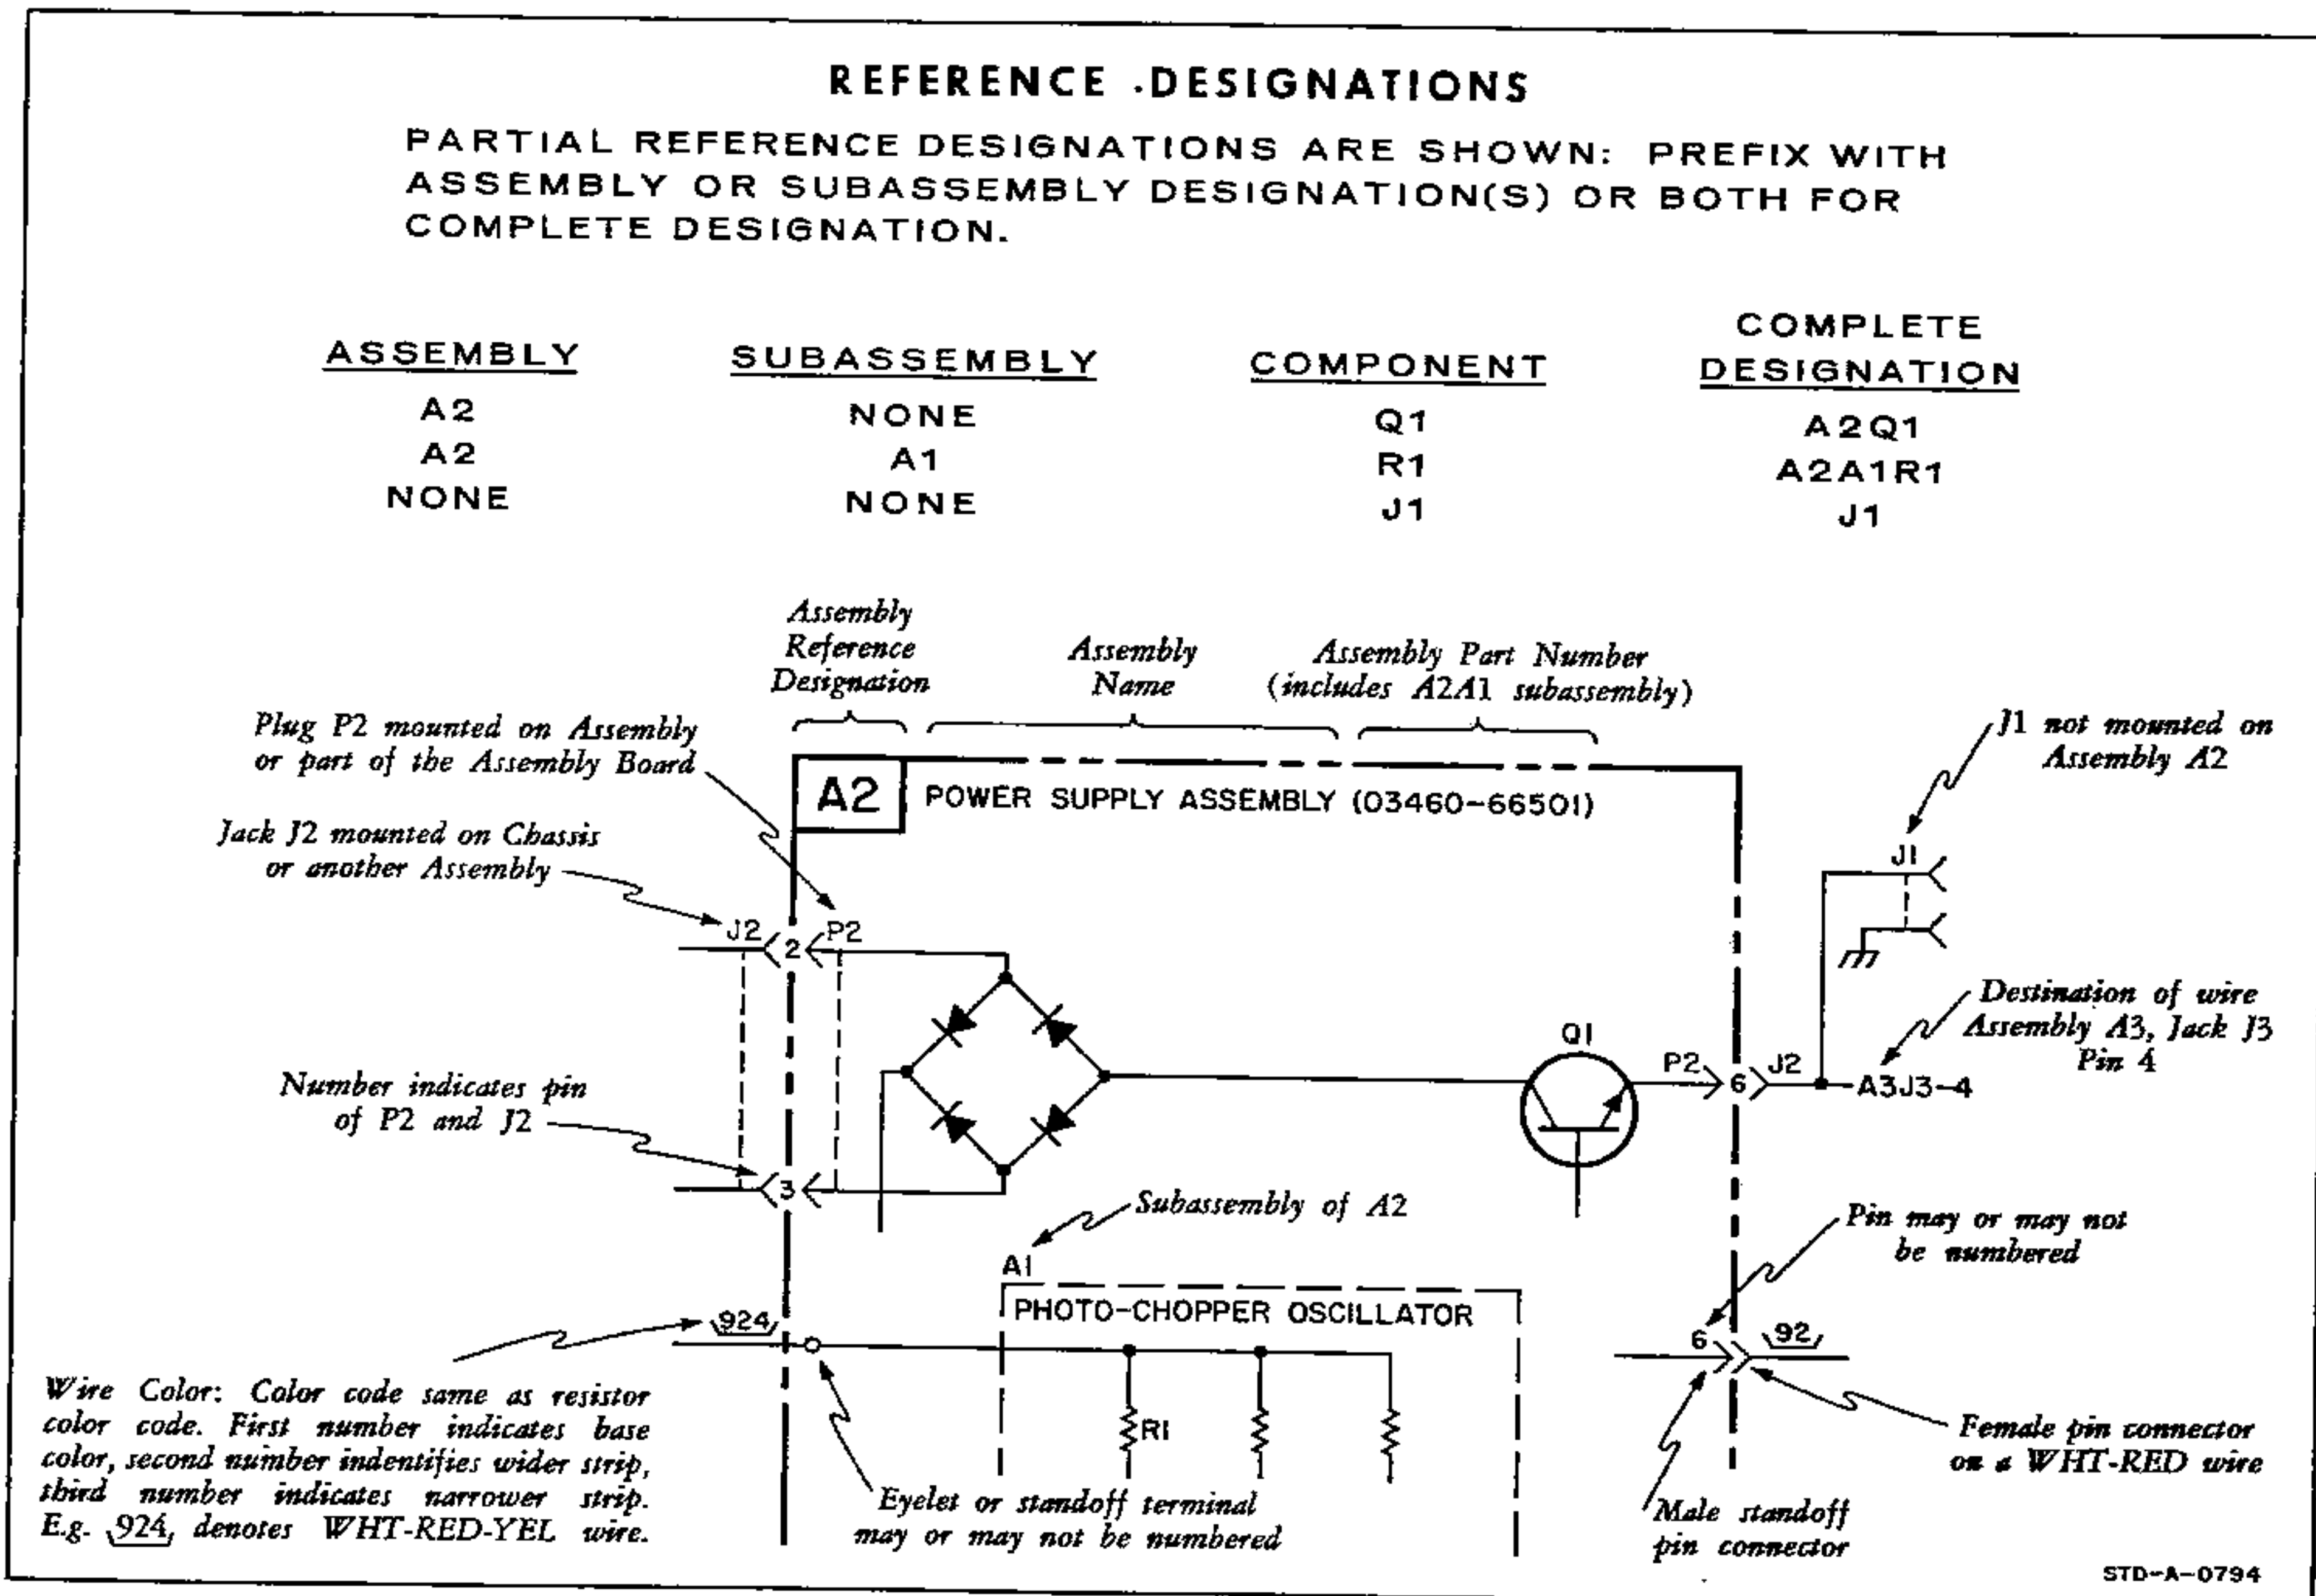 REFERENCE .DESIGNATIONS
PARTIAL REFERENCE DESIGNATIONS ARE SHOWN: PREFIX WITH
ASSEMBLY OR SUBASSEMBLY DESIGNATION(S) OR BOTH FOR
COMPLETE DESIGNATION.
ASSEMBLY SUBASSEMBLY COMPONENT COMPLETE DESIGNATION
A2 NONE Q1 A2Q1
A2 A1 R1 A2A1R1
NONE NONE J1 J1
Assembly
Reference
Designation
Assembly
Name
Assembly Part Number
(includes A2A1 subassembly)
Plug P2 mounted on Assembly
or part of the Assembly Board
J1 not mounted on
Assembly A2
A2 POWER SUPPLY ASSEMBLY (03460-66501)
Jack J2 mounted on Chassis
or another Assembly
J1
J2 2 P2
Destination of wire
Assembly A3, Jack J3
Pin 4
Q1
P2 6 J2
A3J3-4
Number indicates pin
of P2 and J2
3
Subassembly of A2
Pin may or may not
be numbered
A1
PHOTO-CHOPPER OSCILLATOR
924
6 92
R1
Wire Color: Color code same as resistor
color code. First number indicates base
color, second number indentifies wider strip,
third number indicates narrower strip.
E.g. 924 denotes WHT-RED-YEL wire.
Eyelet or standoff terminal
may or may not be numbered
Female pin connector
on a WHT-RED wire
Male standoff
pin connector
STD-A-0794